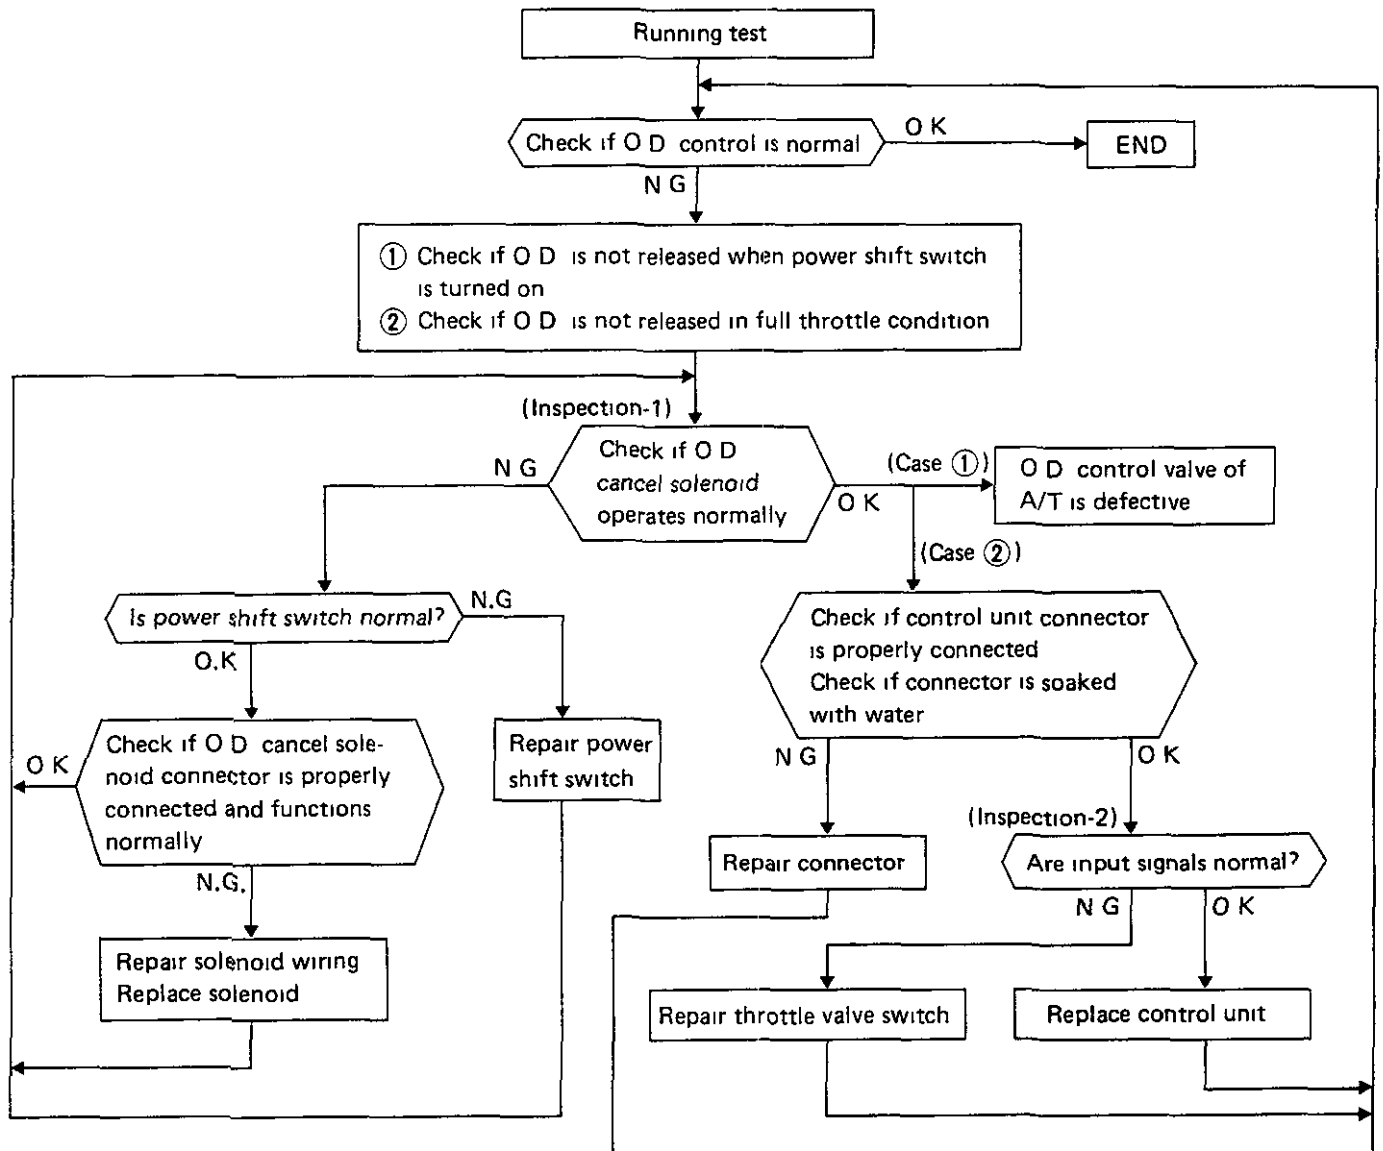 Running test
Check if O D control is normal
O K
END
N G
① Check if O D is not released when power shift switch
is turned on
② Check if O D is not released in full throttle condition
(Inspection-1)
N G
Check if O D
cancel solenoid
operates normally
(Case ①)
O K
O D control valve of
A/T is defective
(Case ②)
Is power shift switch normal?
N.G
O.K
Check if control unit connector
is properly connected
Check if connector is soaked
with water
O K
Check if O D cancel sole-
noid connector is properly
connected and functions
normally
Repair power
shift switch
N G
O K
(Inspection-2)
Repair connector
Are input signals normal?
N.G.
N G
O K
Repair solenoid wiring
Replace solenoid
Repair throttle valve switch
Replace control unit